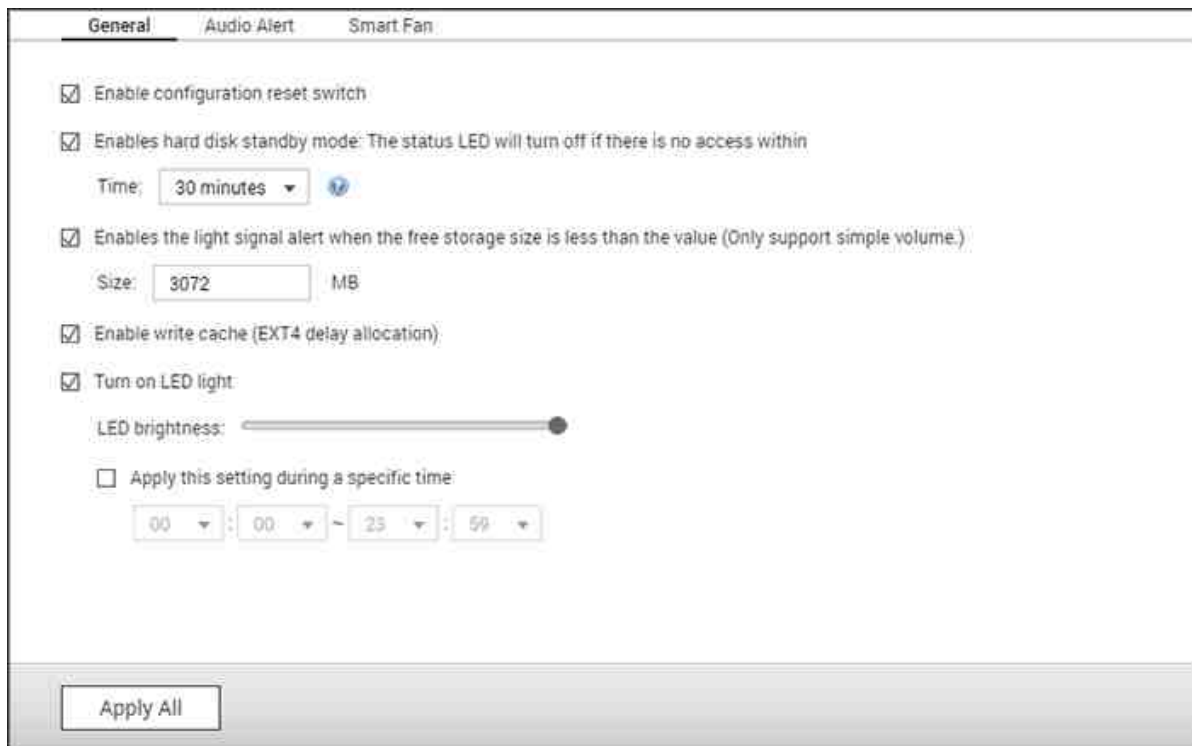 General Audio Alert Smart Fan
Enable configuration reset switch
Enables hard disk standby mode: The status LED will turn off if there is no access within
Time: 30 minutes
Enables the light signal alert when the free storage size is less than the value (Only support simple volume.)
Size: 3072 MB
Enable write cache (EXT4 delay allocation)
Turn on LED light
LED brightness:
Apply this setting during a specific time
00 : 00 ~ 23 : 59
Apply All